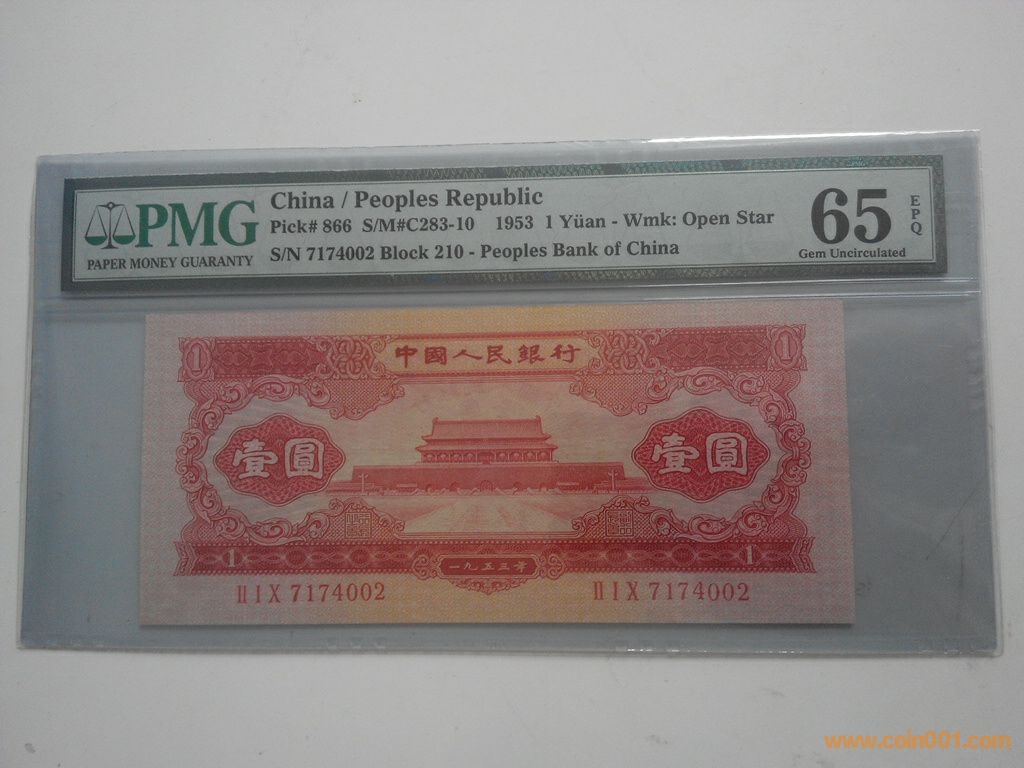 PMG
PAPER MONEY GUARANTY
China / Peoples Republic
Pick# 866 S/M#C283-10 1953 1 Yüan - Wmk: Open Star
S/N 7174002 Block 210 - Peoples Bank of China
65 EPQ
Gem Uncirculated
1 中國人民銀行 1
壹圓 壹圓
1 一九五三年 1
II I X 7174002 II I X 7174002
www.coin001.com